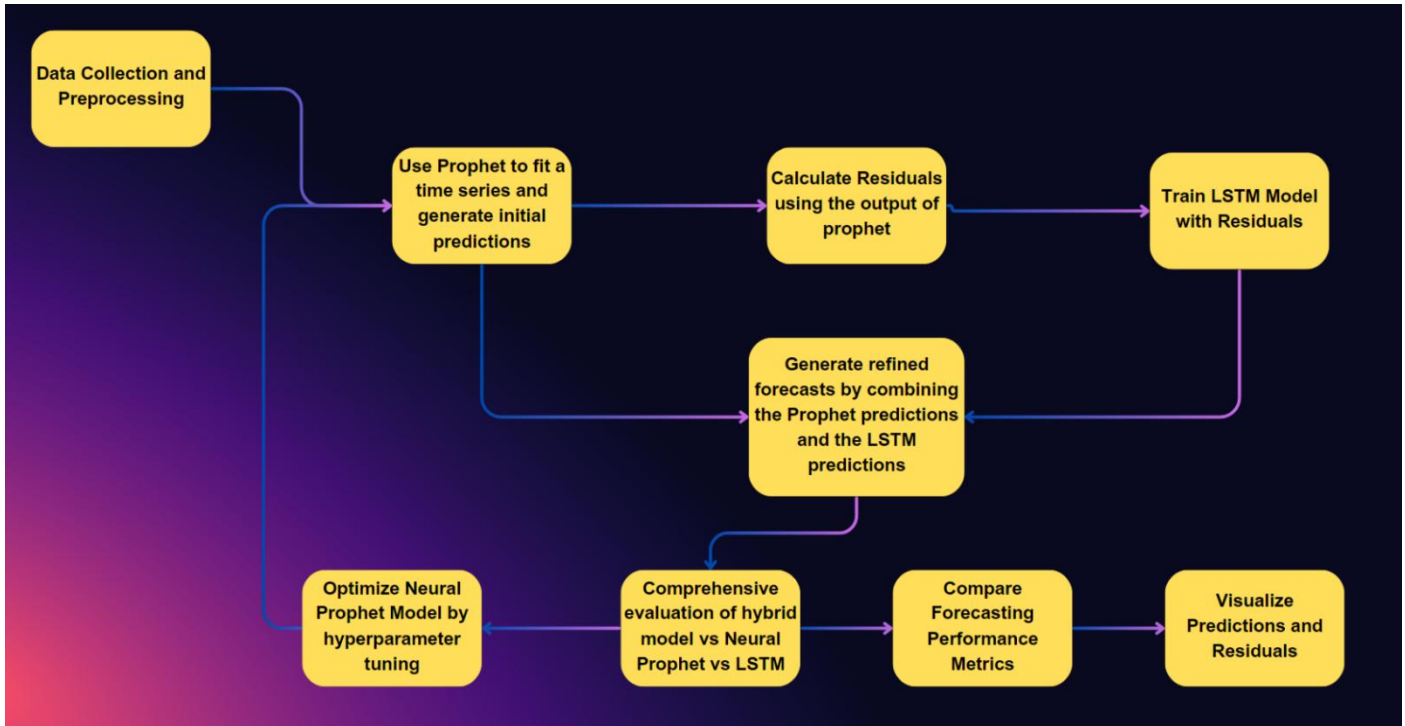 Data Collection and
Preprocessing
Use Prophet to fit a
time series and
generate initial
predictions
Calculate Residuals
using the output of
prophet
Train LSTM Model
with Residuals
Generate refined
forecasts by combining
the Prophet predictions
and the LSTM
predictions
Optimize Neural
Prophet Model by
hyperparameter
tuning
Comprehensive
evaluation of hybrid
model vs Neural
Prophet vs LSTM
Compare
Forecasting
Performance
Metrics
Visualize
Predictions and
Residuals